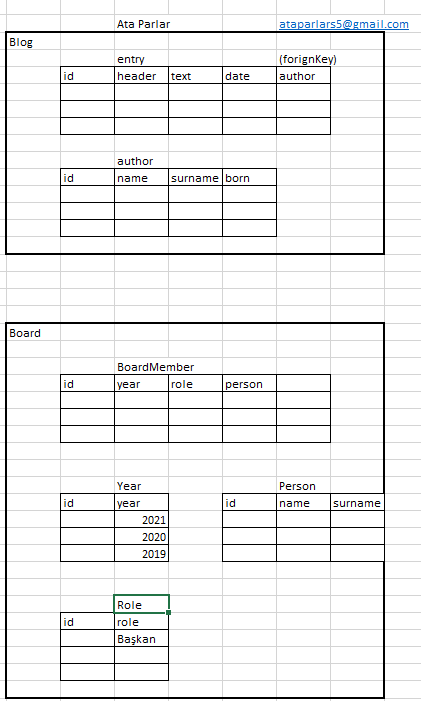 Ata Parlar ataparlars5@gmail.com
Blog
entry (forignKey)
id header text date author
author
id name surname born
Board
BoardMember
id year role person
Year Person
id year id name surname
2021
2020
2019
Role
id role
Başkan